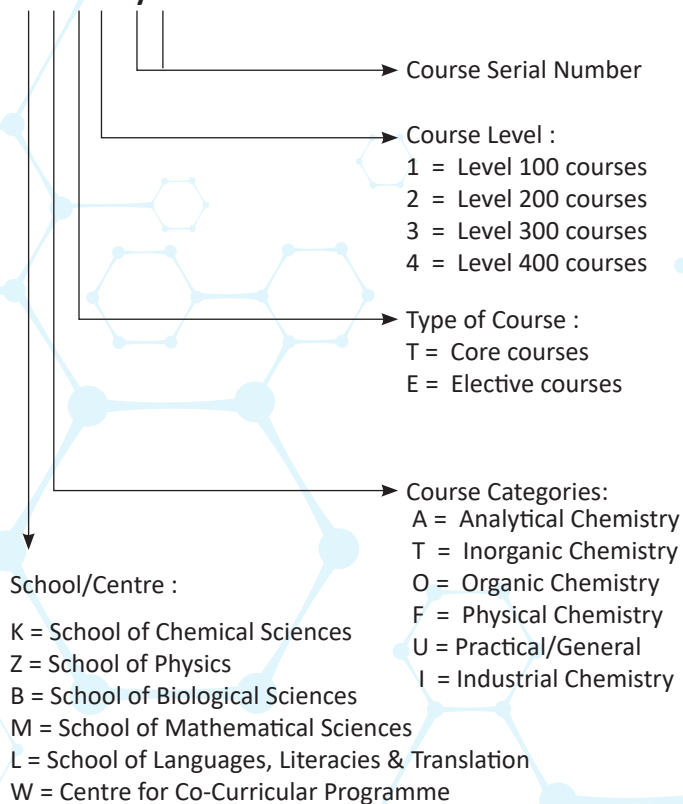 Course Serial Number
Course Level :
1 = Level 100 courses
2 = Level 200 courses
3 = Level 300 courses
4 = Level 400 courses
Type of Course :
T = Core courses
E = Elective courses
Course Categories:
A = Analytical Chemistry
T = Inorganic Chemistry
O = Organic Chemistry
F = Physical Chemistry
U = Practical/General
I = Industrial Chemistry
School/Centre :
K = School of Chemical Sciences
Z = School of Physics
B = School of Biological Sciences
M = School of Mathematical Sciences
L = School of Languages, Literacies & Translation
W = Centre for Co-Curricular Programme